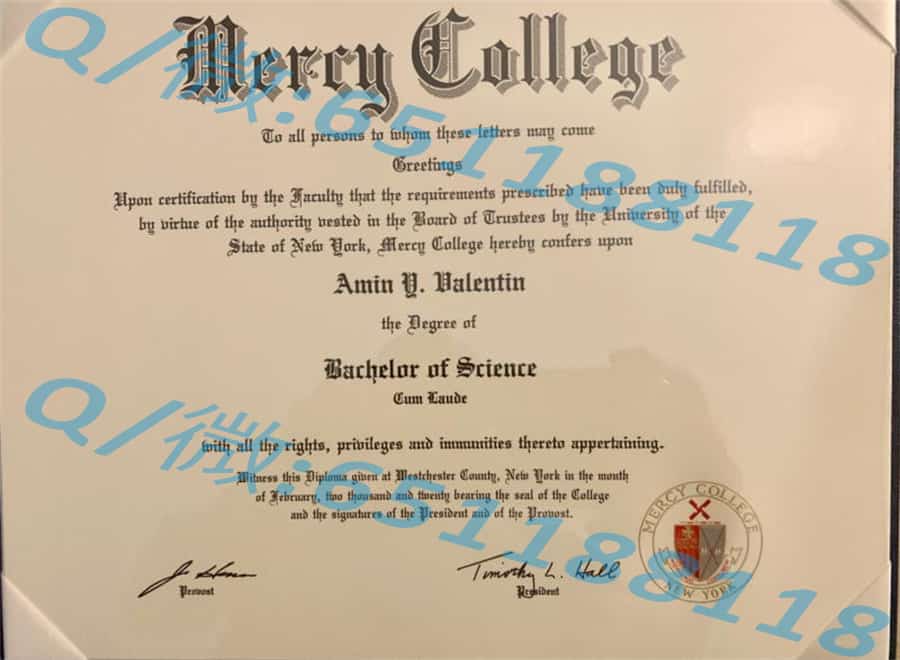 Mercy College
To all persons to whom these letters may come
Greetings
Upon certification by the Faculty that the requirements prescribed have been duly fulfilled,
by virtue of the authority vested in the Board of Trustees by the University of the
State of New York, Mercy College hereby confers upon
Amin Y. Valentin
the Degree of
Bachelor of Science
Cum Laude
with all the rights, privileges and immunities thereto appertaining.
Witness this Diploma given at Westchester County, New York in the month
of February, two thousand and twenty bearing the seal of the College
and the signatures of the President and of the Provost.
Provost
Timothy L. Hall
President
MERCY COLLEGE
NEW YORK
Q/微:651188118
Q/微:651188118